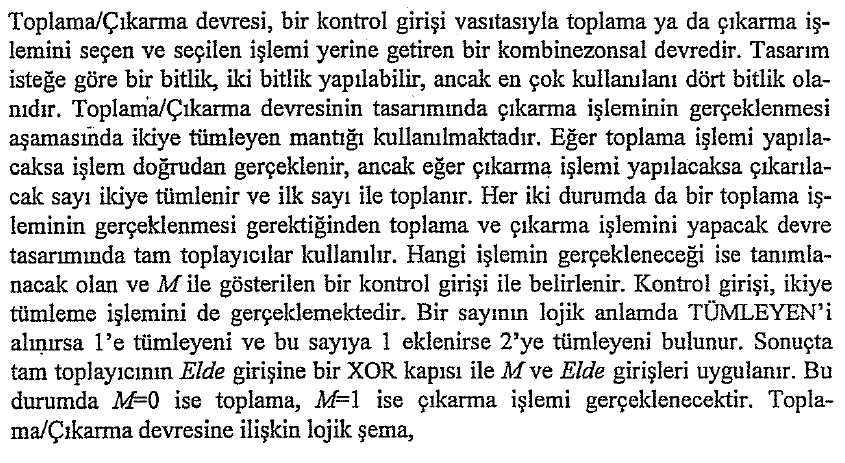 Toplama/Çıkarma devresi, bir kontrol girişi vasıtasıyla toplama ya da çıkarma iş-
lemini seçen ve seçilen işlemi yerine getiren bir kombinezonsal devredir. Tasarım
isteğe göre bir bitlik, iki bitlik yapılabilir, ancak en çok kullanılanı dört bitlik ola-
nıdır. Toplama/Çıkarma devresinin tasarımında çıkarma işleminin gerçeklenmesi
aşamasında ikiye tümleyen mantığı kullanılmaktadır. Eğer toplama işlemi yapıla-
caksa işlem doğrudan gerçeklenir, ancak eğer çıkarma işlemi yapılacaksa çıkarıla-
cak sayı ikiye tümlenir ve ilk sayı ile toplanır. Her iki durumda da bir toplama iş-
leminin gerçeklenmesi gerektiğinden toplama ve çıkarma işlemini yapacak devre
tasarımında tam toplayıcılar kullanılır. Hangi işlemin gerçekleneceği ise tanımla-
nacak olan ve M ile gösterilen bir kontrol girişi ile belirlenir. Kontrol girişi, ikiye
tümleme işlemini de gerçeklemektedir. Bir sayının lojik anlamda TÜMLEYEN'i
alınırsa 1'e tümleyeni ve bu sayıya 1 eklenirse 2'ye tümleyeni bulunur. Sonuçta
tam toplayıcının Elde girişine bir XOR kapısı ile M ve Elde girişleri uygulanır. Bu
durumda M=0 ise toplama, M=1 ise çıkarma işlemi gerçeklenecektir. Topla-
ma/Çıkarma devresine ilişkin lojik şema,